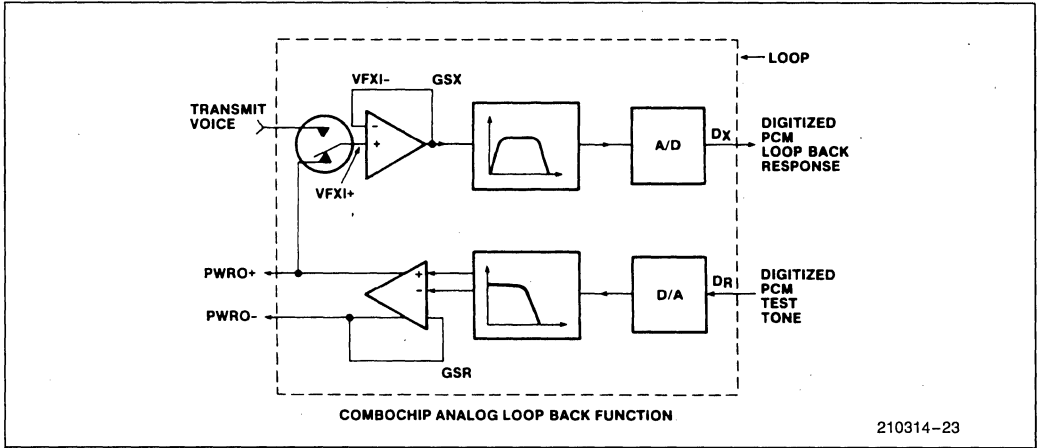 LOOP
VFXI-
GSX
TRANSMIT
VOICE
-
+
VFXI+
A/D
DX
DIGITIZED
PCM
LOOP BACK
RESPONSE
PWRO+
PWRO-
+
-
GSR
D/A
DR
DIGITIZED
PCM
TEST
TONE
COMBOCHIP ANALOG LOOP BACK FUNCTION
210314-23